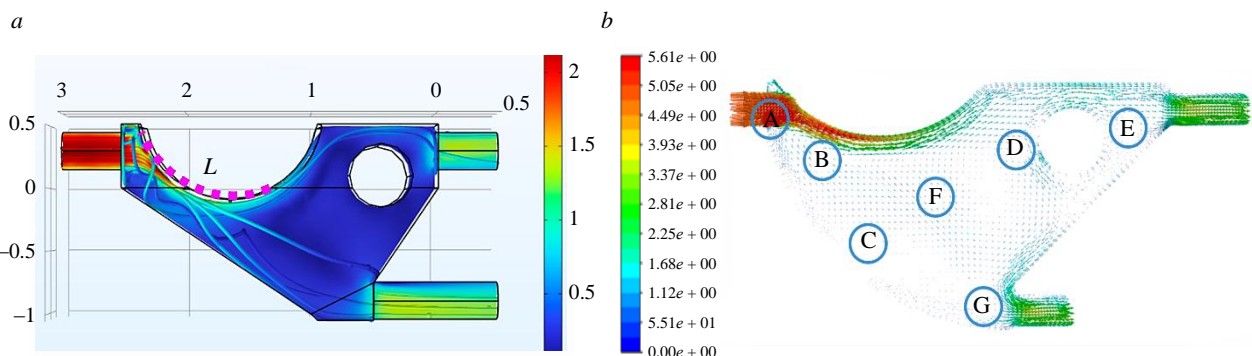 a
b
3
2
1
0
0.5
0.5
0
−0.5
−1
L
2
1.5
1
0.5
5.61e + 00
5.05e + 00
4.49e + 00
3.93e + 00
3.37e + 00
2.81e + 00
2.25e + 00
1.68e + 00
1.12e + 00
5.51e + 01
0.00e + 00
A
B
C
D
E
F
G